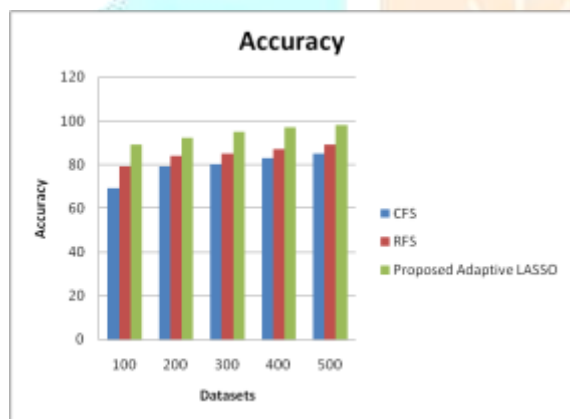 Accuracy
120
100
80
60
40
20
0
Accuracy
100 200 300 400 500
Datasets
CFS
RFS
Proposed Adaptive LASSO